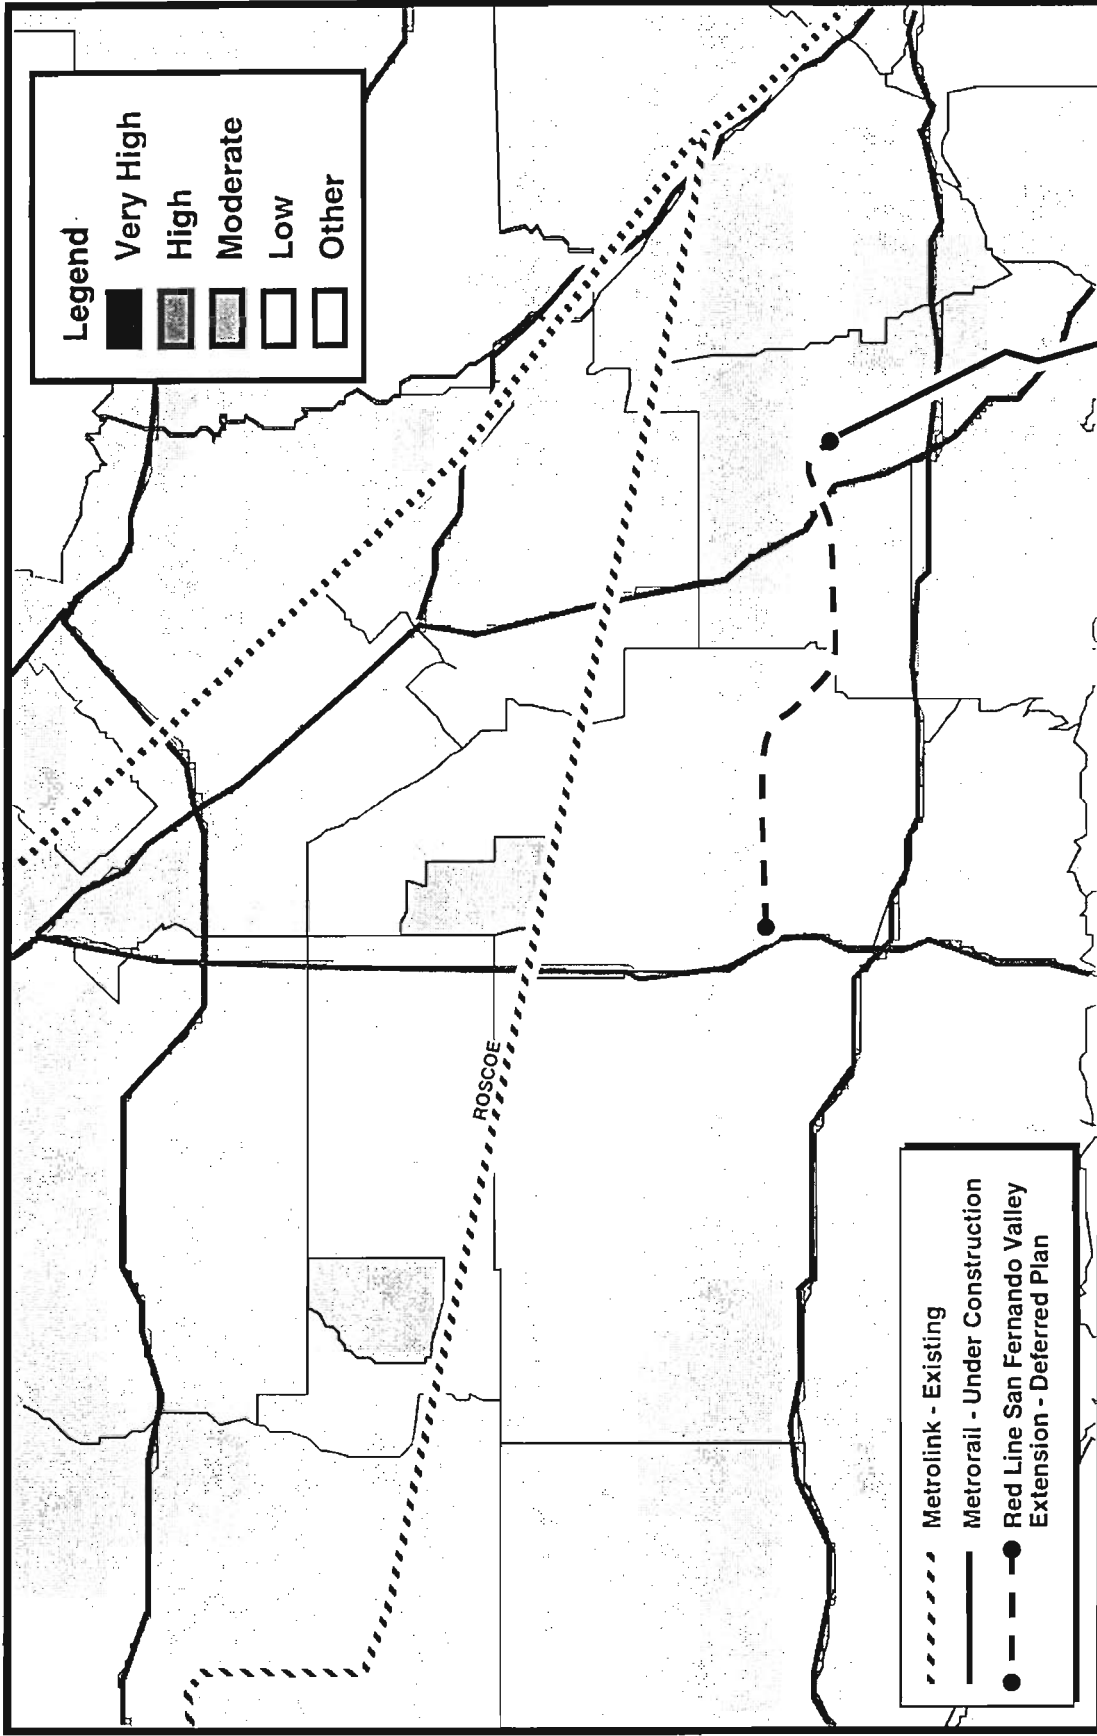 Legend
Very High
High
Moderate
Low
Other
ROSCOE
Metrolink - Existing
Metrorail - Under Construction
Red Line San Fernando Valley
Extension - Deferred Plan